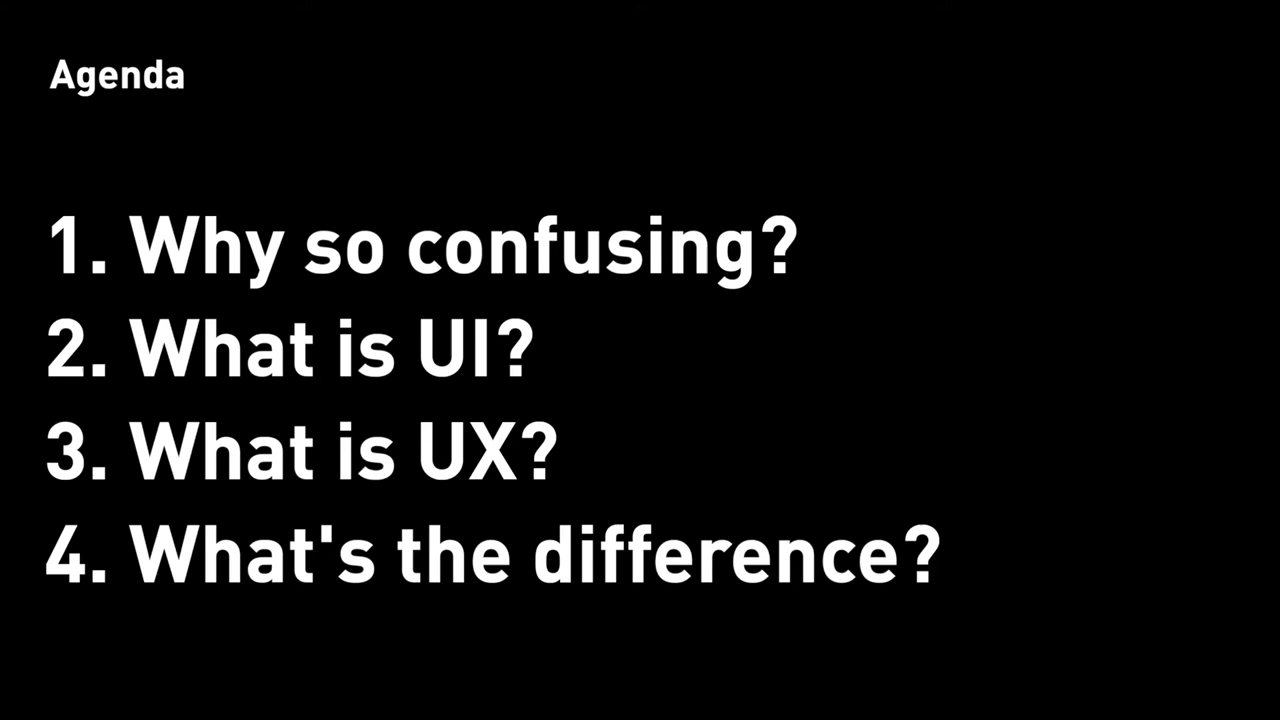 Agenda
1. Why so confusing?
2. What is UI?
3. What is UX?
4. What's the difference?